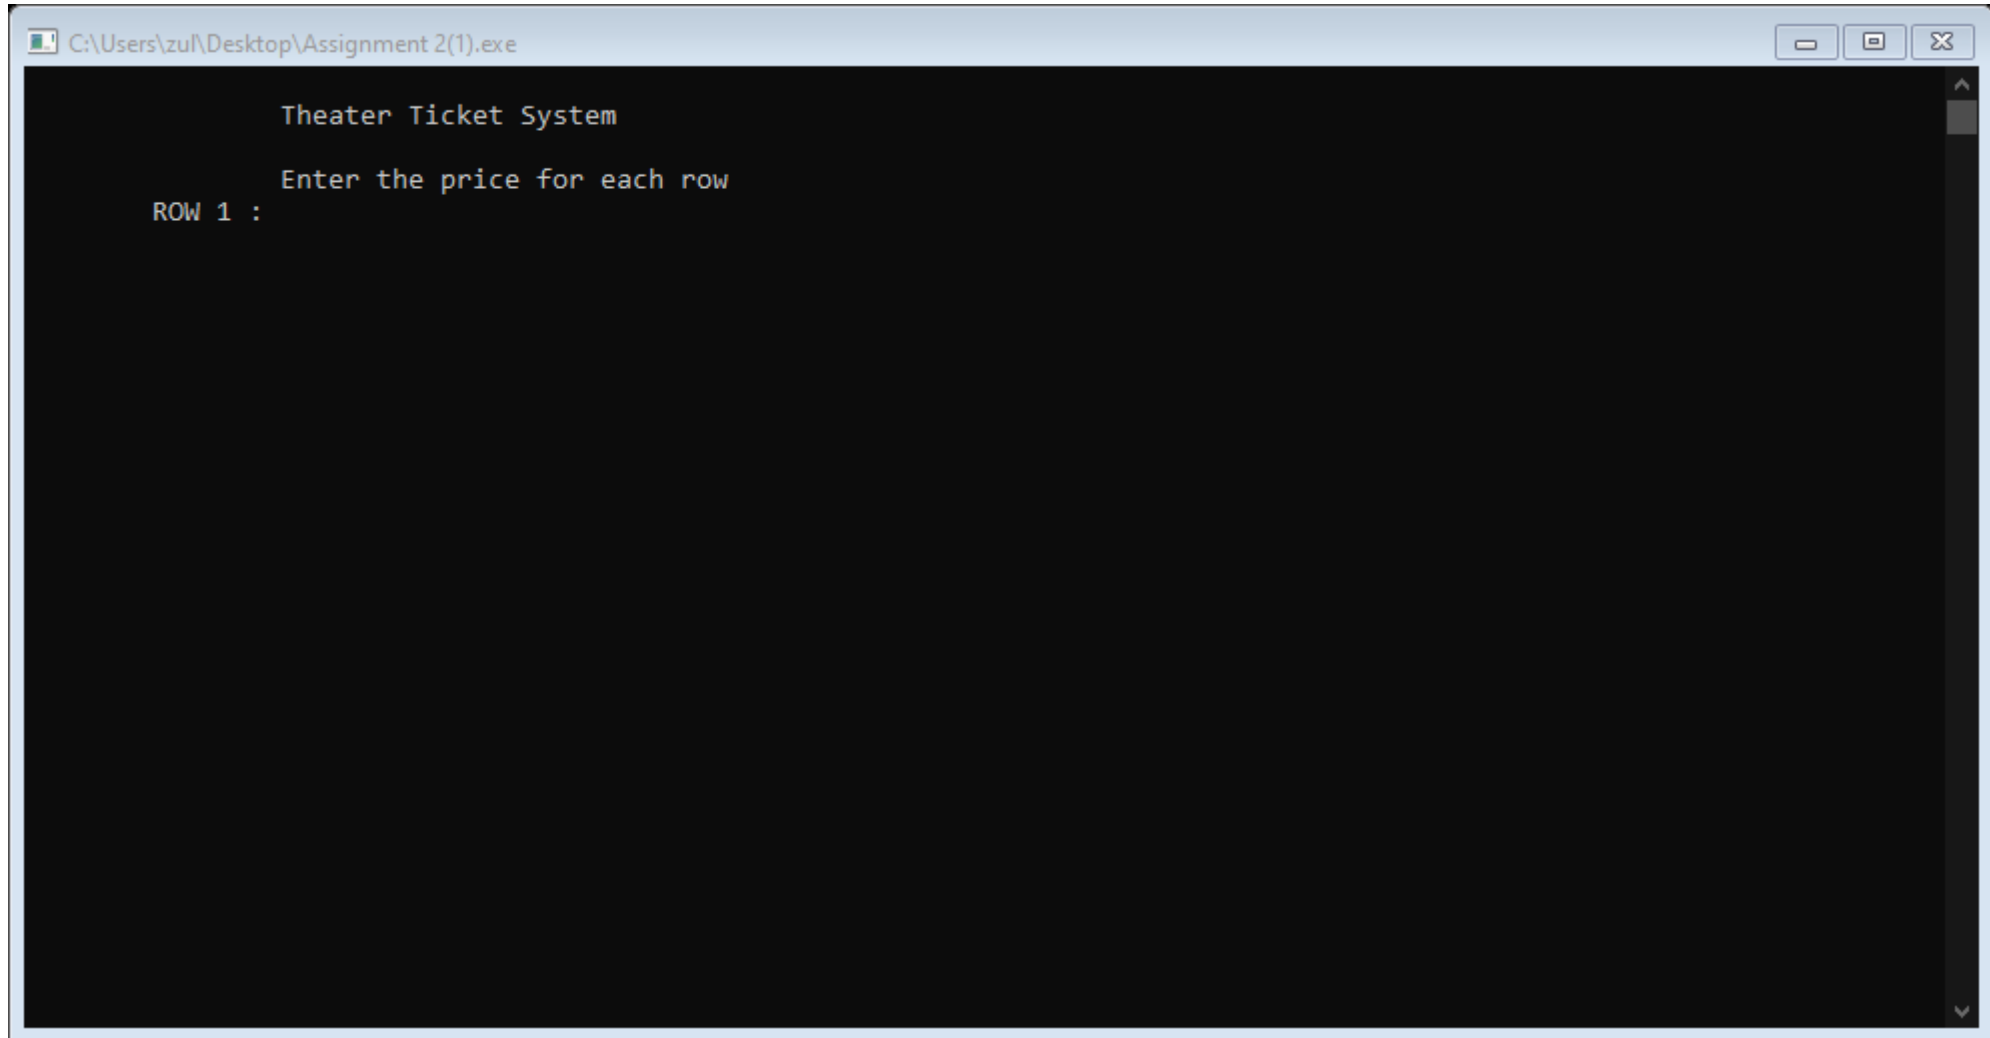 C:\Users\zul\Desktop\Assignment 2(1).exe
Theater Ticket System
Enter the price for each row
ROW 1 :